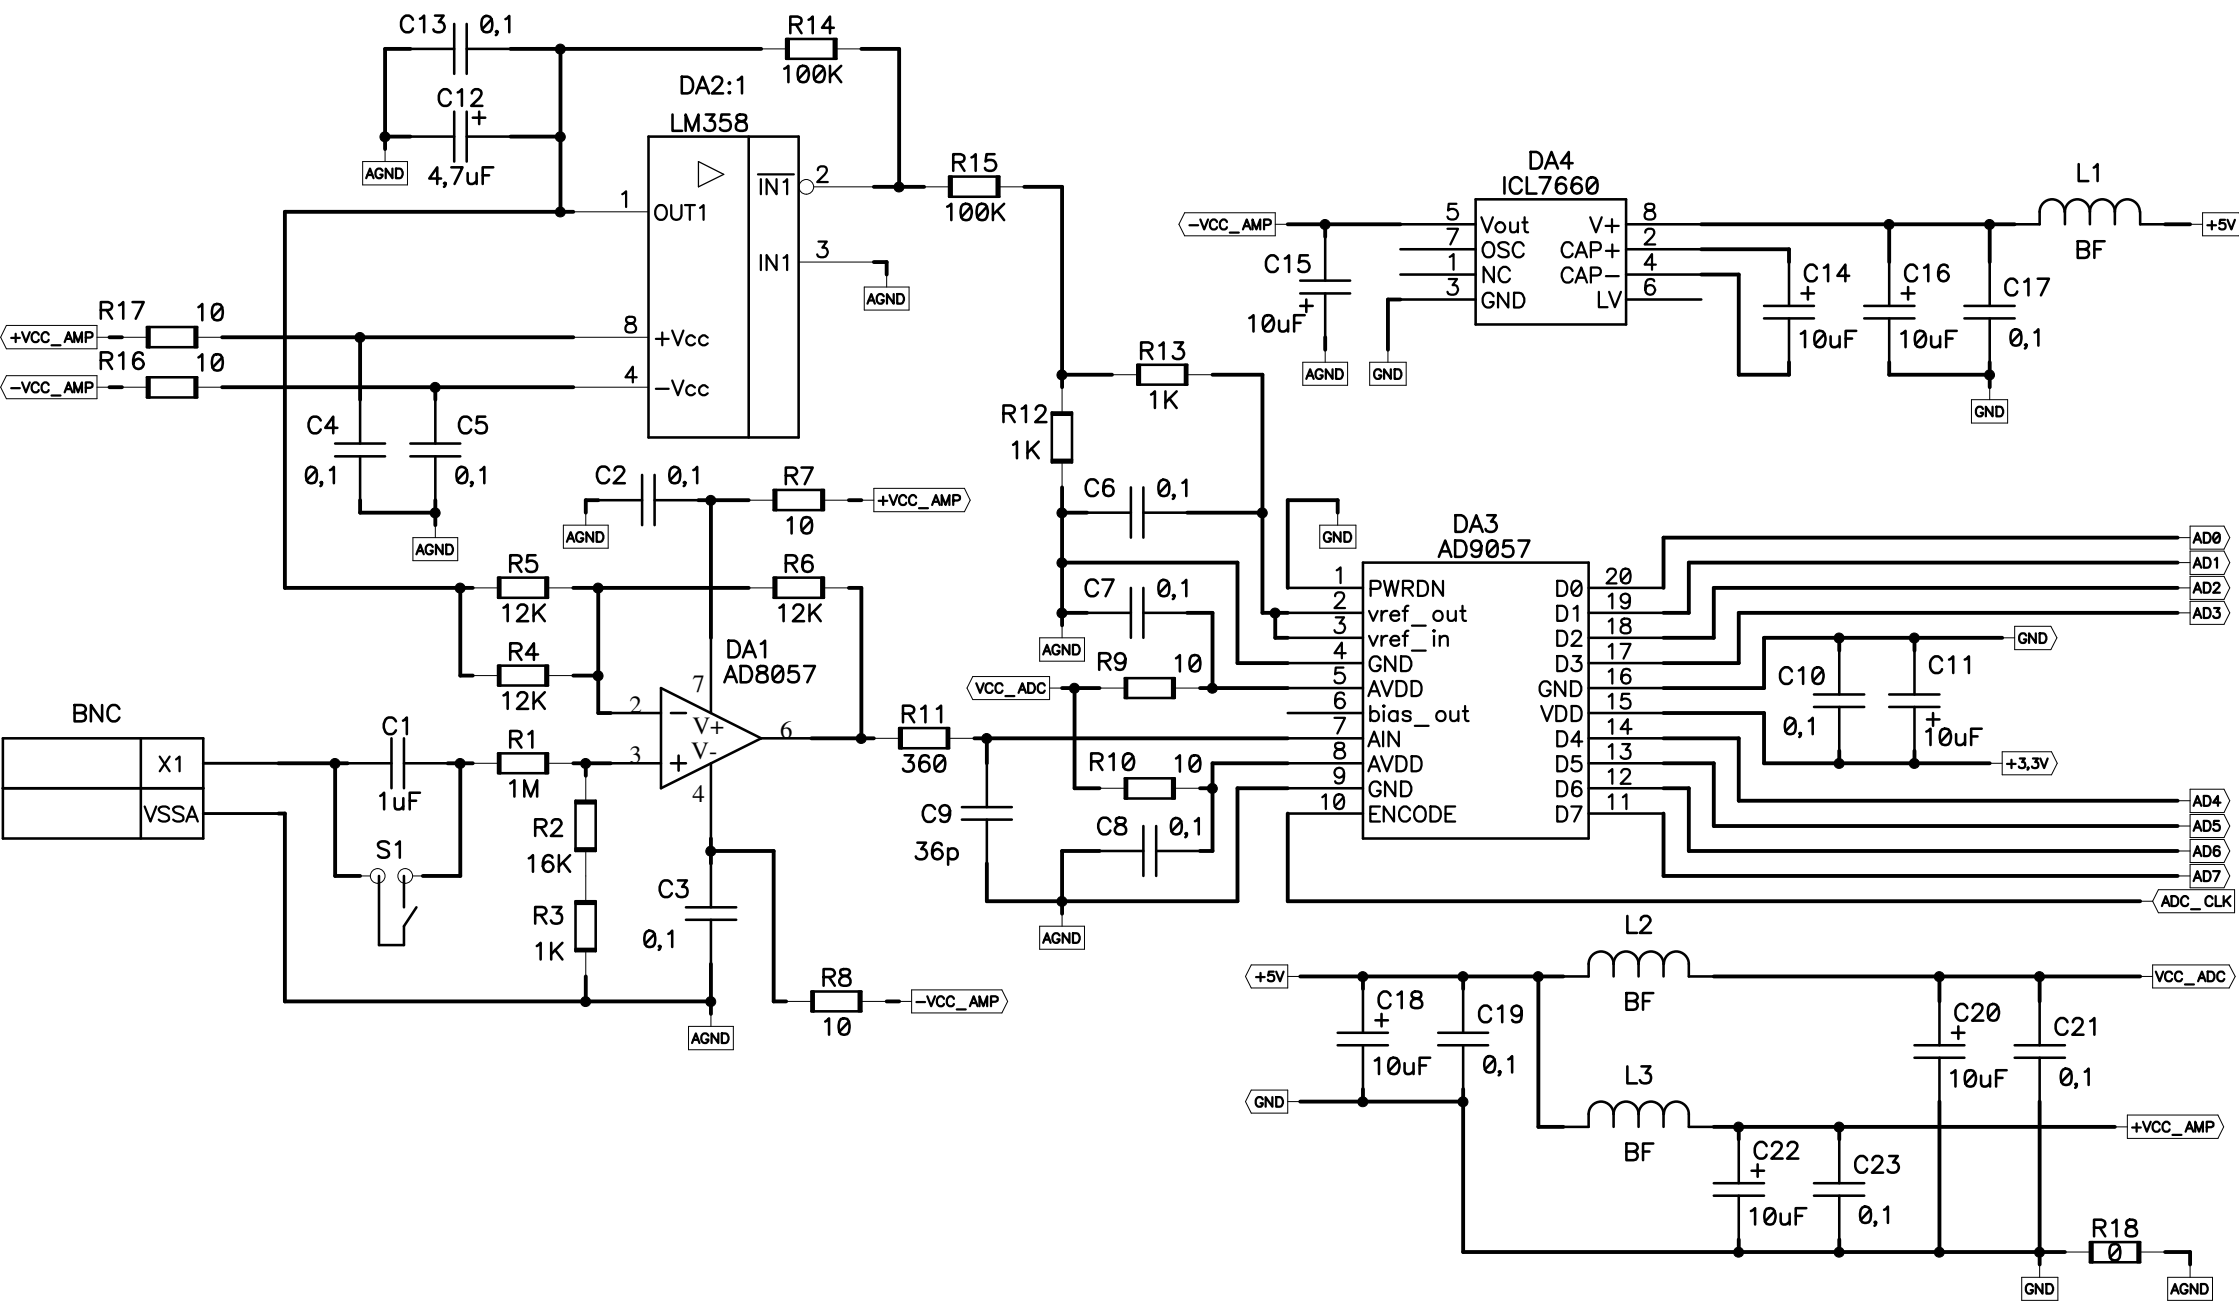 C13 0,1
R14
100K
C12
+
4,7uF
AGND
DA2:1
LM358
IN1 2
1 OUT1
IN1 3
AGND
8 +Vcc
4 -Vcc
R15
100K
R17 10
+VCC_AMP
R16 10
-VCC_AMP
C4
0,1
C5
0,1
AGND
DA4
ICL7660
5 Vout V+ 8
7 OSC CAP+ 2
1 NC CAP- 4
3 GND LV 6
-VCC_AMP
C15
10uF
+
AGND
GND
L1
BF
+5V
C14
+
10uF
C16
+
10uF
C17
0,1
GND
R13
1K
R12
1K
C2 0,1
R7
10
+VCC_AMP
AGND
C6 0,1
C7 0,1
AGND
GND
R5
12K
R6
12K
R4
12K
DA1
AD8057
7
2 -
V+
V-
3 +
6
4
BNC
X1
VSSA
C1
1uF
S1
R1
1M
R2
16K
R3
1K
C3
0,1
AGND
R8
10
-VCC_AMP
R11
360
C9
36p
R9 10
VCC_ADC
R10 10
C8 0,1
AGND
DA3
AD9057
1 PWRDN D0 20
2 vref_out D1 19
3 vref_in D2 18
4 GND D3 17
5 AVDD GND 16
6 bias_out VDD 15
7 AIN D4 14
8 AVDD D5 13
9 GND D6 12
10 ENCODE D7 11
AD0
AD1
AD2
AD3
GND
C10
0,1
C11
+
10uF
+3,3V
AD4
AD5
AD6
AD7
ADC_CLK
+5V
L2
BF
VCC_ADC
C18
+
10uF
C19
0,1
GND
L3
BF
C20
+
10uF
C21
0,1
+VCC_AMP
C22
+
10uF
C23
0,1
R18
0
GND
AGND